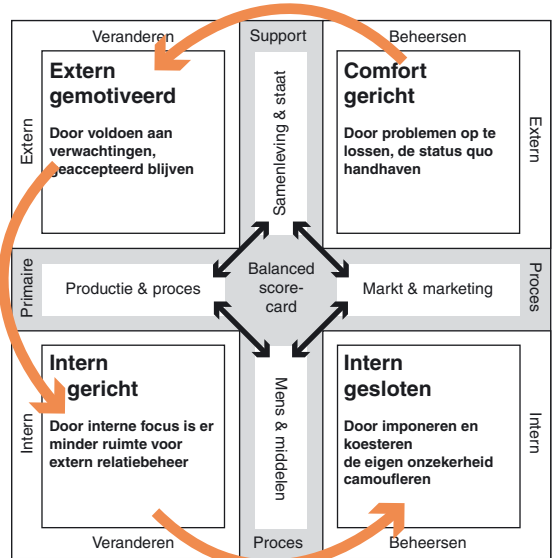 Veranderen
Support
Beheersen
Extern
gemotiveerd
Door voldoen aan
verwachtingen,
geaccepteerd blijven
Extern
Samenleving & staat
Comfort
gericht
Door problemen op te
lossen, de status quo
handhaven
Extern
Primaire
Productie & proces
Balanced
score-
card
Markt & marketing
Proces
Intern
gericht
Door interne focus is er
minder ruimte voor
extern relatiebeheer
Intern
Mens & middelen
Intern
gesloten
Door imponeren en
koesteren
de eigen onzekerheid
camoufleren
Intern
Veranderen
Proces
Beheersen